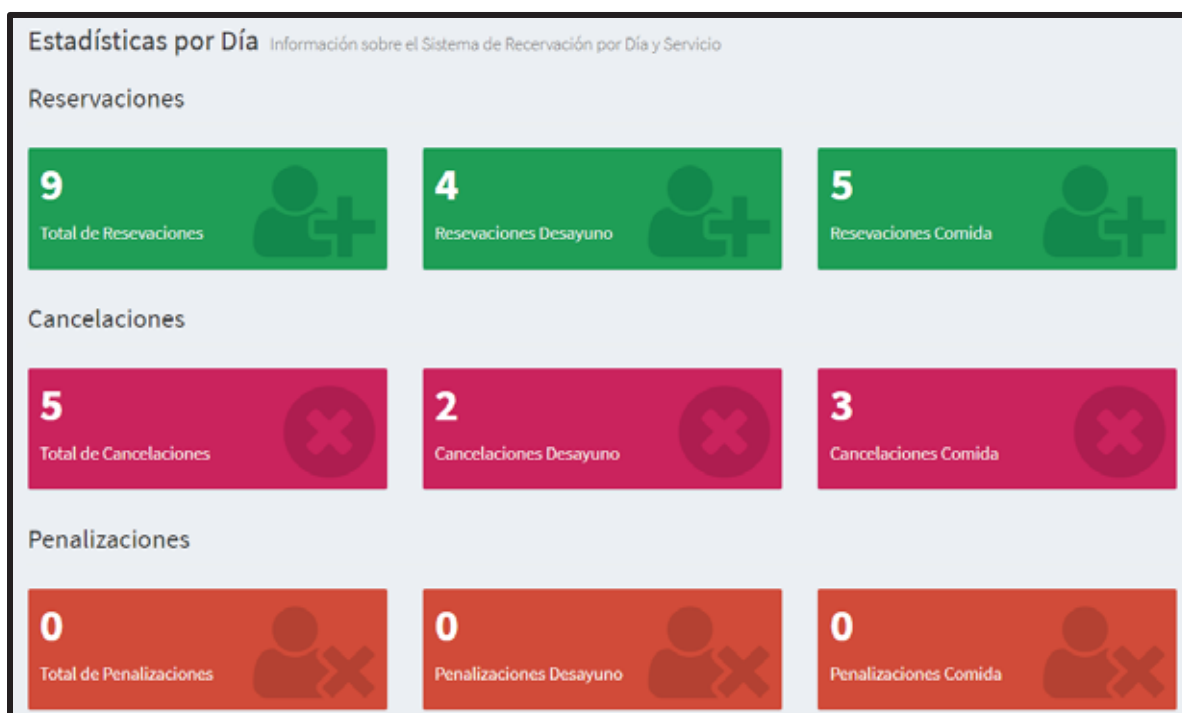 Estadísticas por Día Información sobre el Sistema de Recervación por Día y Servicio
Reservaciones
9
Total de Resevaciones
4
Resevaciones Desayuno
5
Resevaciones Comida
Cancelaciones
5
Total de Cancelaciones
2
Cancelaciones Desayuno
3
Cancelaciones Comida
Penalizaciones
0
Total de Penalizaciones
0
Penalizaciones Desayuno
0
Penalizaciones Comida